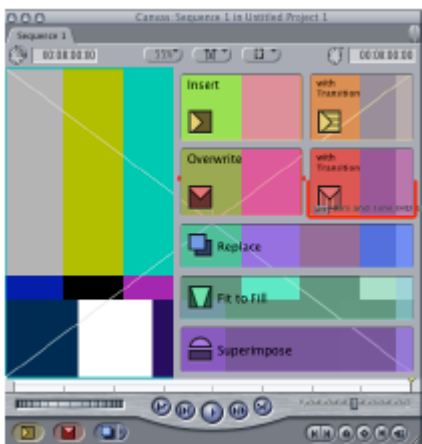 Canvas: Sequence 1 in Untitled Project 1
Sequence 1
00:00:00:00
00:00:00:00
Insert
with
Transition
Overwrite
with
Transition
Replace
Fit to Fill
Superimpose